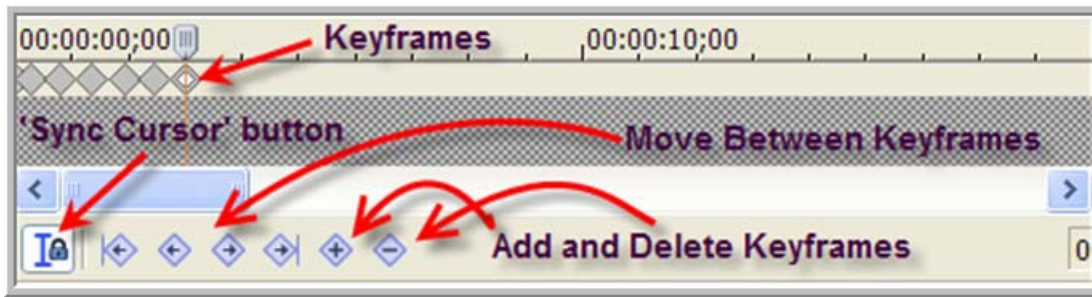 00:00:00;00
Keyframes
00:00:10;00
'Sync Cursor' button
Move Between Keyframes
Add and Delete Keyframes
0